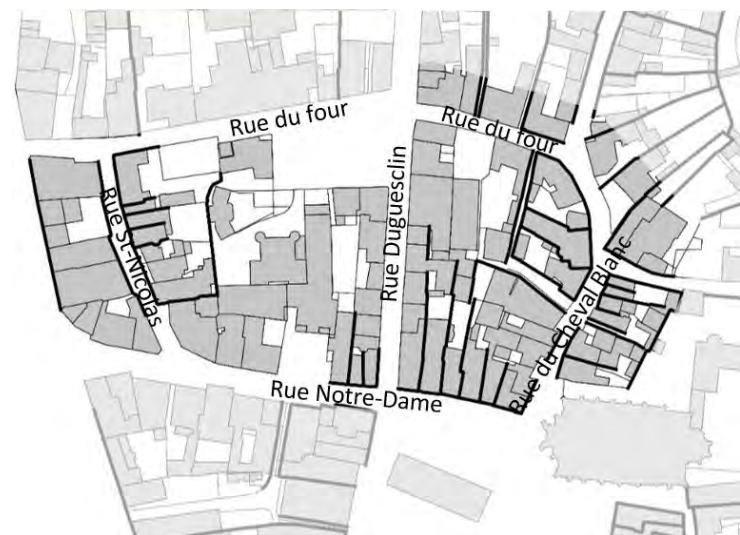 Rue du four
Rue du four
Rue St-Nicolas
Rue Duguesclin
Rue du Cheval Blanc
Rue Notre-Dame